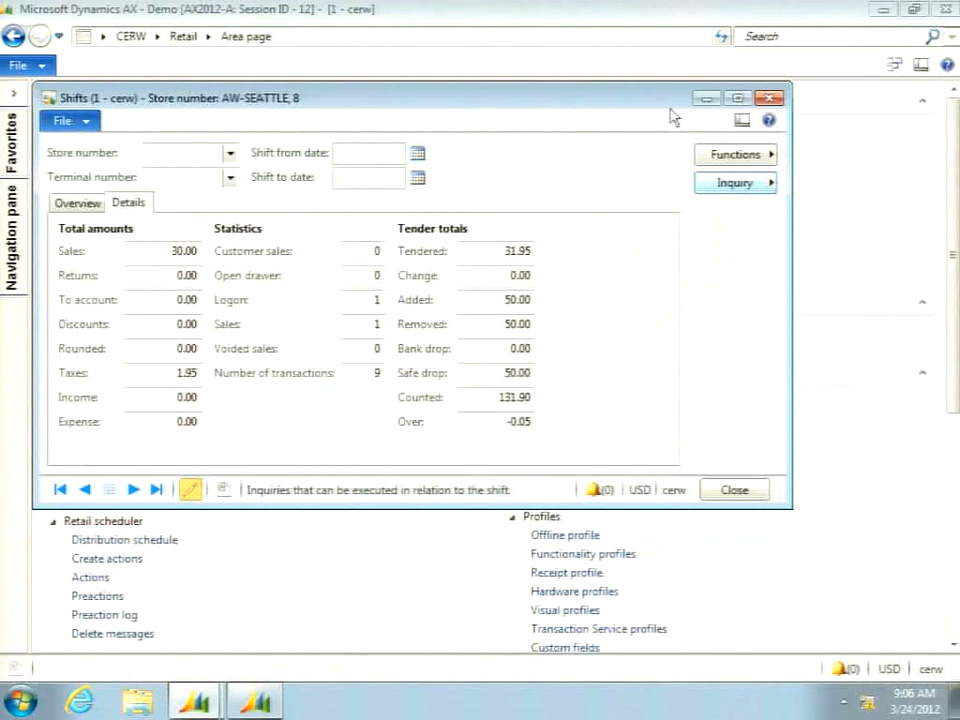 Microsoft Dynamics AX - Demo [AX2012-A: Session ID - 12] - [1 - cerw]
CERW Retail Area page Search
File
Shifts (1 - cerw) - Store number: AW-SEATTLE, 8
File
Favorites
Navigation pane
Store number: Shift from date: Functions
Terminal number: Shift to date: Inquiry
Overview Details
Total amounts Statistics Tender totals
Sales: 30.00 Customer sales: 0 Tendered: 31.95
Returns: 0.00 Open drawer: 0 Change: 0.00
To account: 0.00 Logon: 1 Added: 50.00
Discounts: 0.00 Sales: 1 Removed: 50.00
Rounded: 0.00 Voided sales: 0 Bank drop: 0.00
Taxes: 1.95 Number of transactions: 9 Safe drop: 50.00
Income: 0.00 Counted: 131.90
Expense: 0.00 Over: -0.05
Inquiries that can be executed in relation to the shift. (0) USD cerw Close
Retail scheduler Profiles
Distribution schedule Offline profile
Create actions Functionality profiles
Actions Receipt profile
Preactions Hardware profiles
Preaction log Visual profiles
Delete messages Transaction Service profiles
Custom fields
(0) USD cerw
9:06 AM
3/24/2012